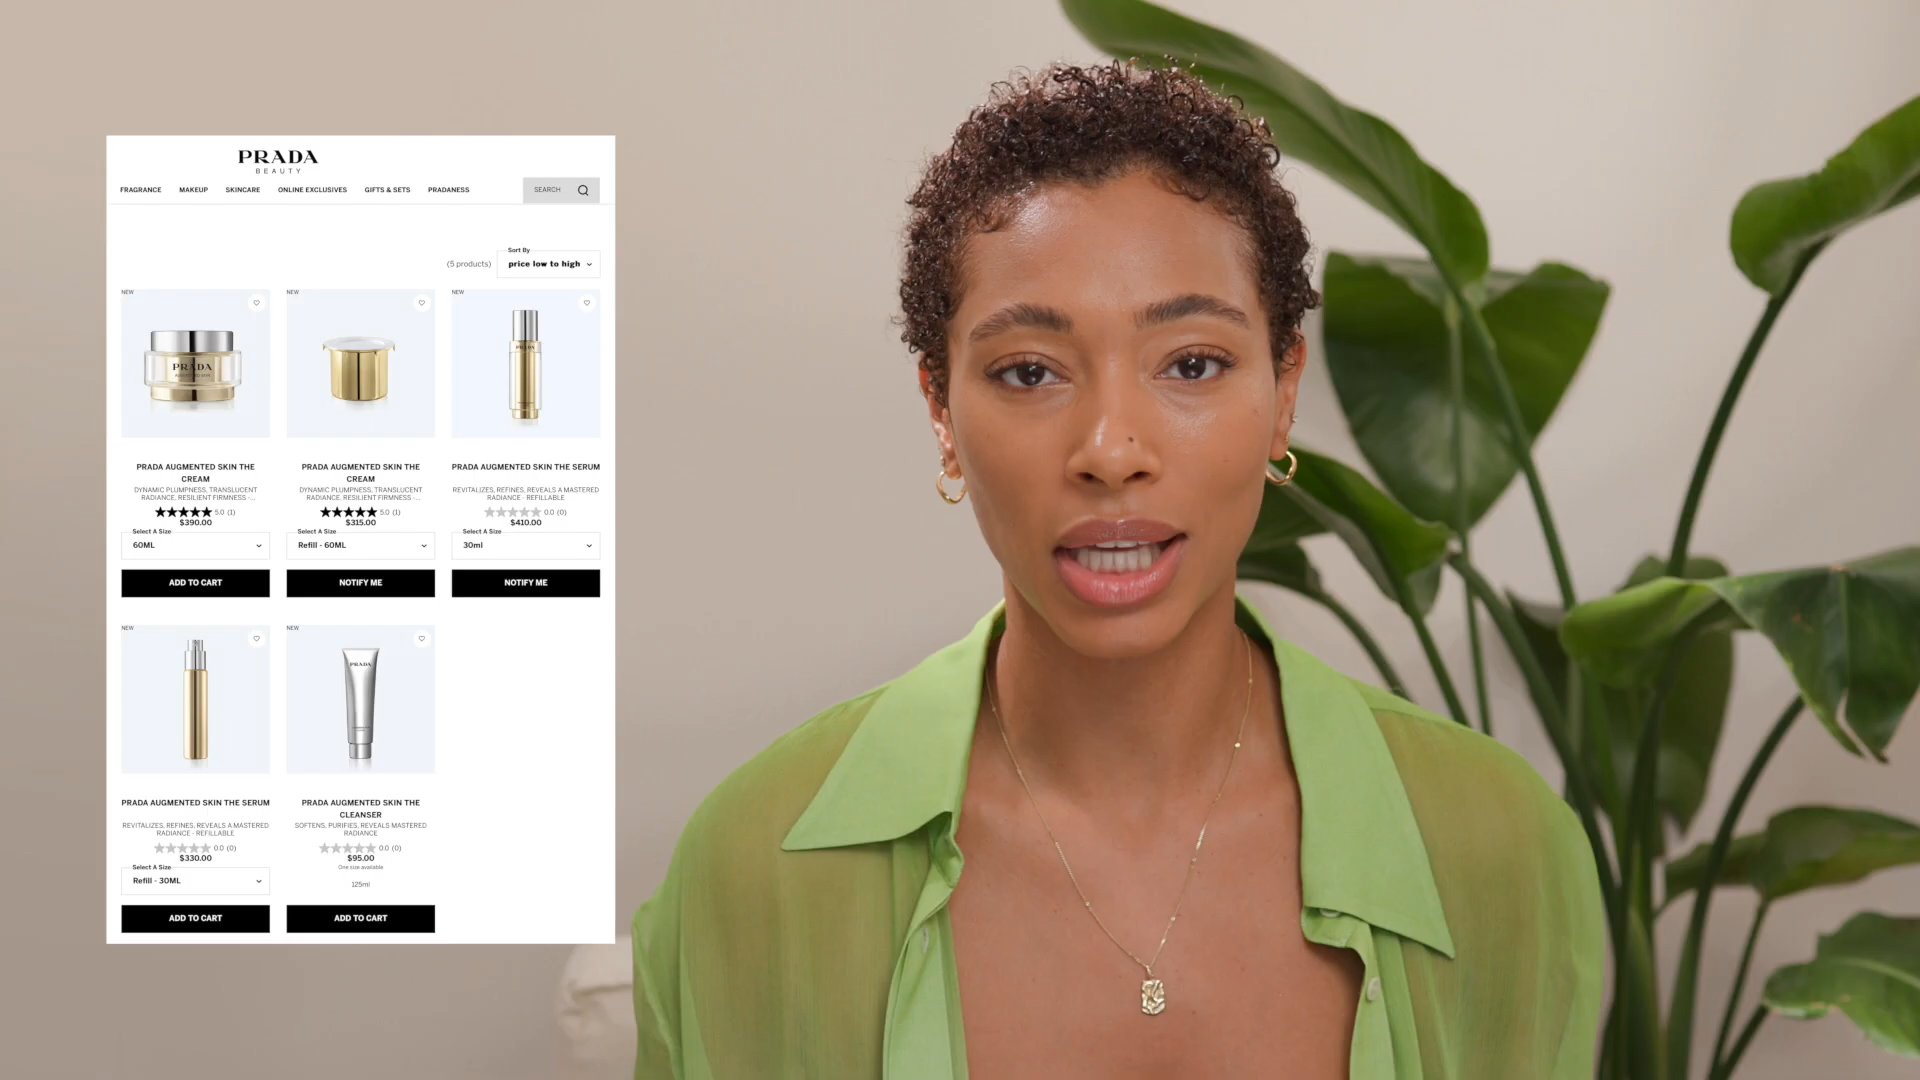 PRADA
BEAUTY
FRAGRANCE MAKEUP SKINCARE ONLINE EXCLUSIVES GIFTS & SETS PRADANESS SEARCH
Sort By
(5 products) price low to high
NEW NEW NEW
PRADA
PRADA
PRADA AUGMENTED SKIN THE
CREAM
DYNAMIC PLUMPNESS, TRANSLUCENT
RADIANCE, RESILIENT FIRMNESS -...
5.0 (1)
$390.00
Select A Size
60ML
ADD TO CART
PRADA AUGMENTED SKIN THE
CREAM
DYNAMIC PLUMPNESS, TRANSLUCENT
RADIANCE, RESILIENT FIRMNESS -...
5.0 (1)
$315.00
Select A Size
Refill - 60ML
NOTIFY ME
PRADA AUGMENTED SKIN THE SERUM
REVITALIZES, REFINES, REVEALS A MASTERED
RADIANCE - REFILLABLE
0.0 (0)
$410.00
Select A Size
30ml
NOTIFY ME
NEW NEW
PRADA
PRADA AUGMENTED SKIN THE SERUM
REVITALIZES, REFINES, REVEALS A MASTERED
RADIANCE - REFILLABLE
0.0 (0)
$330.00
Select A Size
Refill - 30ML
ADD TO CART
PRADA AUGMENTED SKIN THE
CLEANSER
SOFTENS, PURIFIES, REVEALS MASTERED
RADIANCE
0.0 (0)
$95.00
One size available
125ml
ADD TO CART